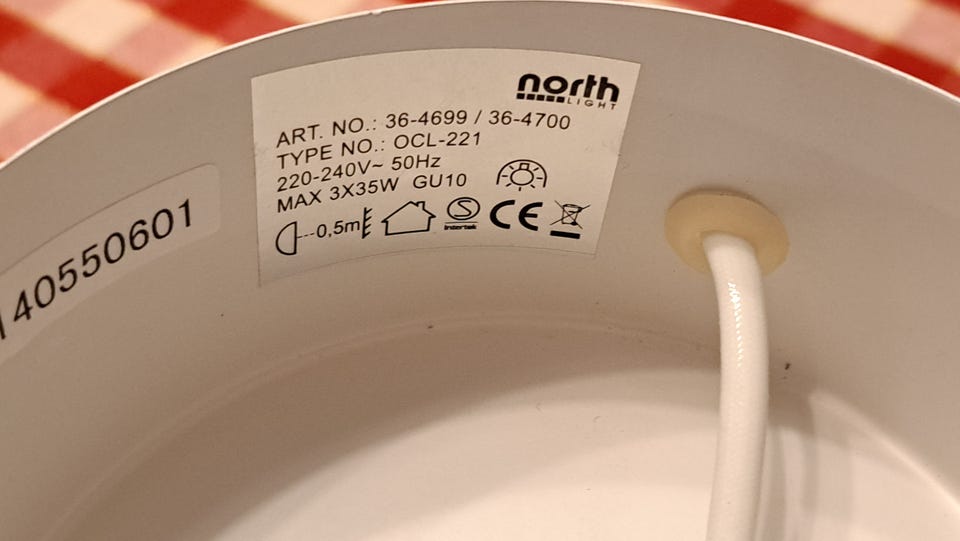 north
LIGHT
ART. NO.: 36-4699 / 36-4700
TYPE NO.: OCL-221
220-240V~ 50Hz
MAX 3X35W GU10
0,5m
S
Intertek
CE
40550601